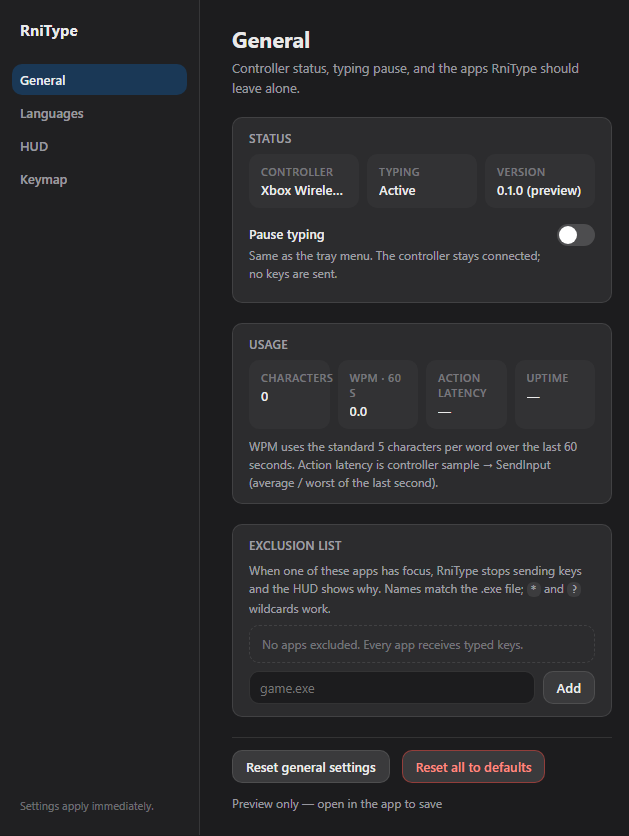 RniType
General
Languages
HUD
Keymap
Settings apply immediately.
General
Controller status, typing pause, and the apps RniType should
leave alone.
STATUS
CONTROLLER
Xbox Wirele...
TYPING
Active
VERSION
0.1.0 (preview)
Pause typing
Same as the tray menu. The controller stays connected;
no keys are sent.
USAGE
CHARACTERS
0
WPM · 60
S
0.0
ACTION
LATENCY
—
UPTIME
—
WPM uses the standard 5 characters per word over the last 60
seconds. Action latency is controller sample → SendInput
(average / worst of the last second).
EXCLUSION LIST
When one of these apps has focus, RniType stops sending keys
and the HUD shows why. Names match the .exe file; * and ?
wildcards work.
No apps excluded. Every app receives typed keys.
game.exe
Add
Reset general settings
Reset all to defaults
Preview only — open in the app to save